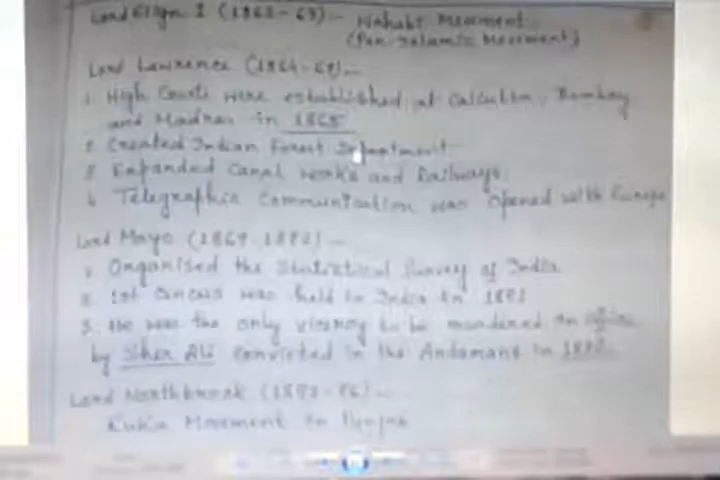 Lord Elgin I (1862-63) - Wahabi Movement
(Pan-Islamic Movement)
Lord Lawrence (1864-69)-
1. High Courts were established at Calcutta, Bombay
and Madras in 1865
2. Created Indian Forest Department
3. Expanded Canal works and Railways
4. Telegraphic Communication was opened with Europe
Lord Mayo (1869-1872)-
1. Organised the Statistical Survey of India
2. 1st Census was held in India in
3. He was the only viceroy to be murdered in office
by Sher Ali convicted in the Andamans in 1872
Lord Northbrook
Kuka Movement in Punjab